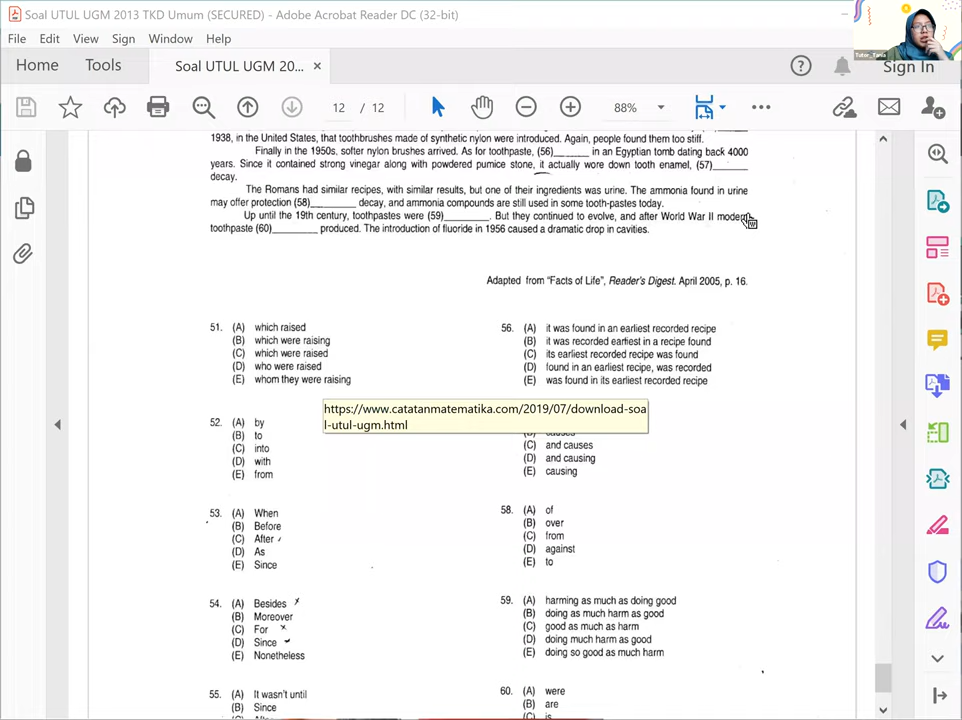 Soal UTUL UGM 2013 TKD Umum (SECURED) - Adobe Acrobat Reader DC (32-bit)
File Edit View Sign Window Help
Home Tools Soal UTUL UGM 20... × Sign In
12 / 12 88%
1938, in the United States, that toothbrushes made of synthetic nylon were introduced. Again, people found them too stiff.
Finally in the 1950s, softer nylon brushes arrived. As for toothpaste, (56)______ in an Egyptian tomb dating back 4000
years. Since it contained strong vinegar along with powdered pumice stone, it actually wore down tooth enamel, (57)______
decay.
The Romans had similar recipes, with similar results, but one of their ingredients was urine. The ammonia found in urine
may offer protection (58)________ decay, and ammonia compounds are still used in some tooth-pastes today.
Up until the 19th century, toothpastes were (59)________. But they continued to evolve, and after World War II modern
toothpaste (60)________ produced. The introduction of fluoride in 1956 caused a dramatic drop in cavities.
Adapted from "Facts of Life", Reader's Digest. April 2005, p. 16.
51. (A) which raised
(B) which were raising
(C) which were raised
(D) who were raised
(E) whom they were raising
52. (A) by
(B) to
(C) into
(D) with
(E) from
53. (A) When
(B) Before
(C) After
(D) As
(E) Since
54. (A) Besides
(B) Moreover
(C) For
(D) Since
(E) Nonetheless
55. (A) It wasn't until
(B) Since
56. (A) it was found in an earliest recorded recipe
(B) it was recorded earliest in a recipe found
(C) its earliest recorded recipe was found
(D) found in an earliest recipe, was recorded
(E) was found in its earliest recorded recipe
https://www.catatanmatematika.com/2019/07/download-soa
l-utul-ugm.html
(B) causes
(C) and causes
(D) and causing
(E) causing
58. (A) of
(B) over
(C) from
(D) against
(E) to
59. (A) harming as much as doing good
(B) doing as much harm as good
(C) good as much as harm
(D) doing much harm as good
(E) doing so good as much harm
60. (A) were
(B) are
(C) is